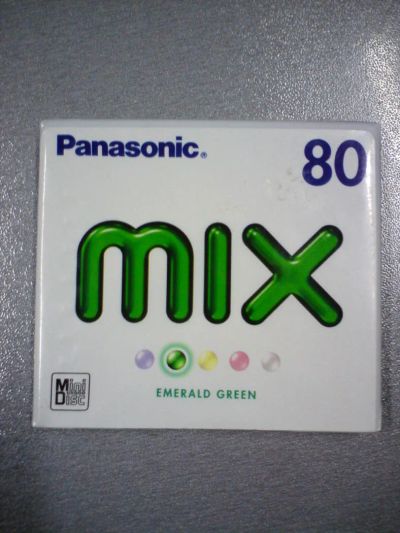 Panasonic®
80
mix
Mini
Disc
EMERALD GREEN